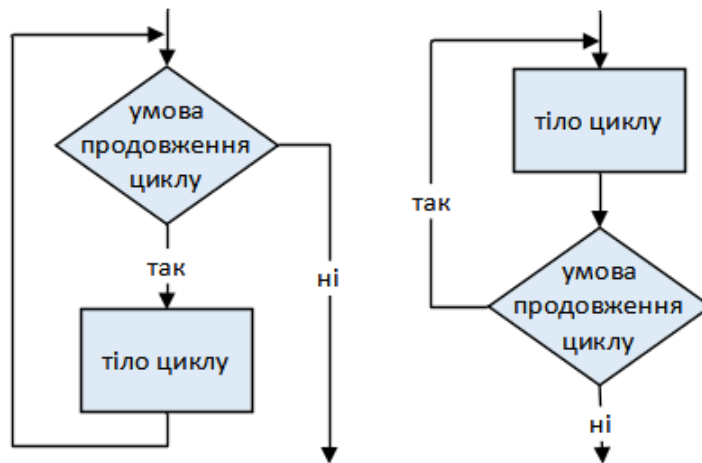 умова
продовження
циклу
так
ні
тіло циклу
тіло циклу
так
умова
продовження
циклу
ні